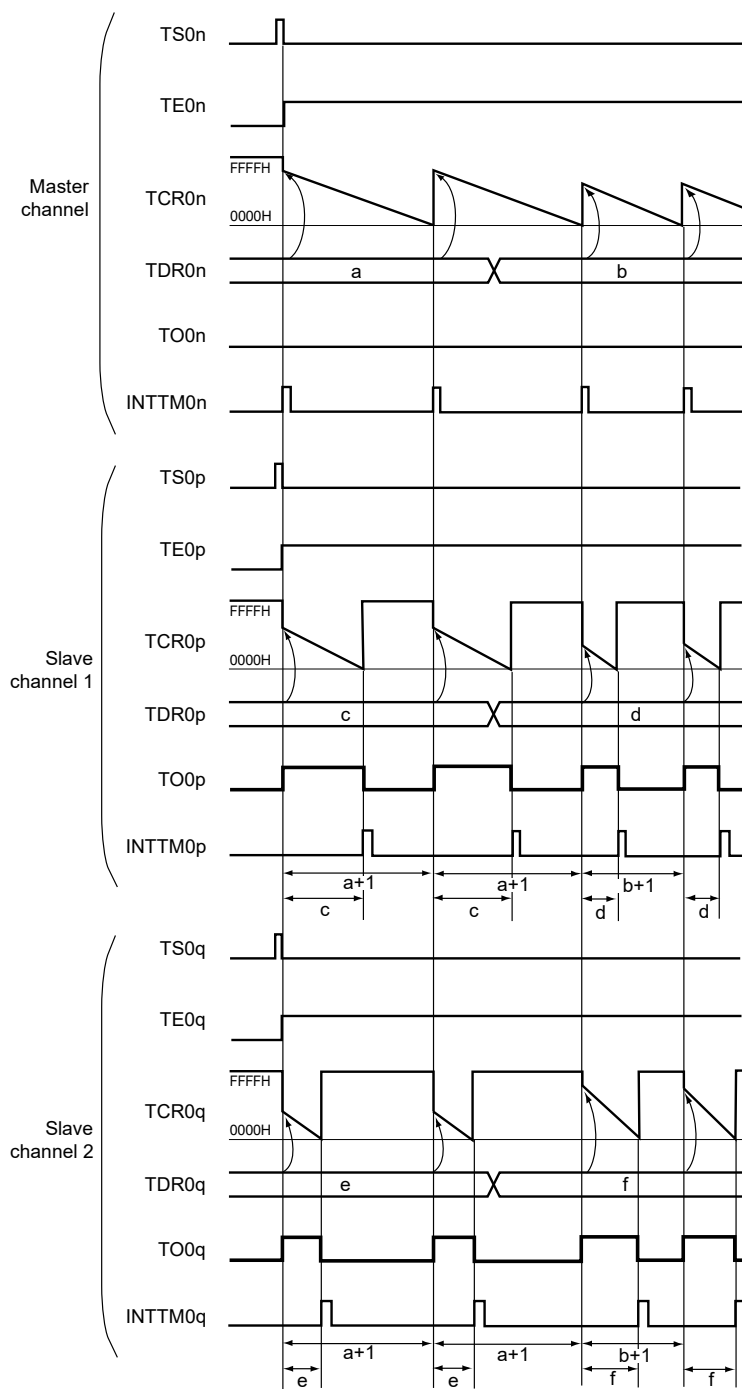 TS0n
TE0n
FFFFH
Master
channel
TCR0n
0000H
TDR0n
a
b
TO0n
INTTM0n
TS0p
TE0p
FFFFH
TCR0p
Slave
channel 1
0000H
TDR0p
c
d
TO0p
INTTM0p
a+1
a+1
b+1
c
c
d
d
TS0q
TE0q
FFFFH
TCR0q
Slave
channel 2
0000H
TDR0q
e
f
TO0q
INTTM0q
a+1
a+1
b+1
e
e
f
f